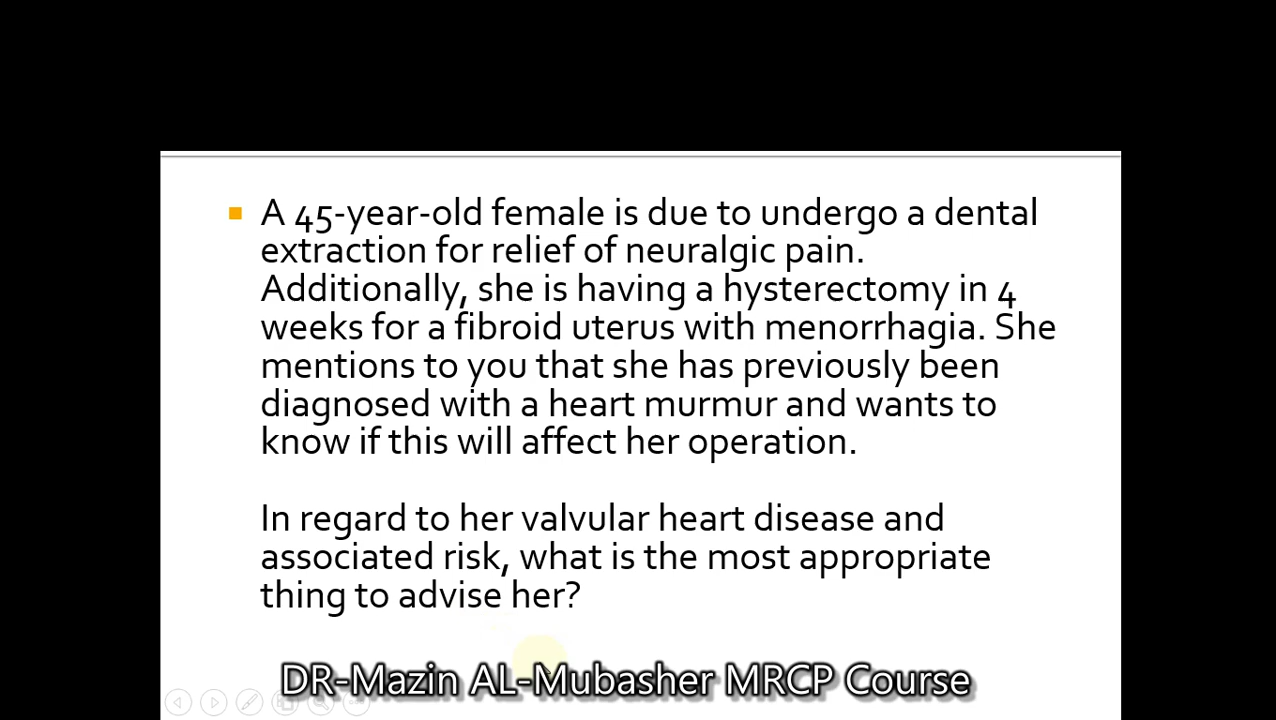 A 45-year-old female is due to undergo a dental
extraction for relief of neuralgic pain.
Additionally, she is having a hysterectomy in 4
weeks for a fibroid uterus with menorrhagia. She
mentions to you that she has previously been
diagnosed with a heart murmur and wants to
know if this will affect her operation.
In regard to her valvular heart disease and
associated risk, what is the most appropriate
thing to advise her?
DR-Mazin AL-Mubasher MRCP Course